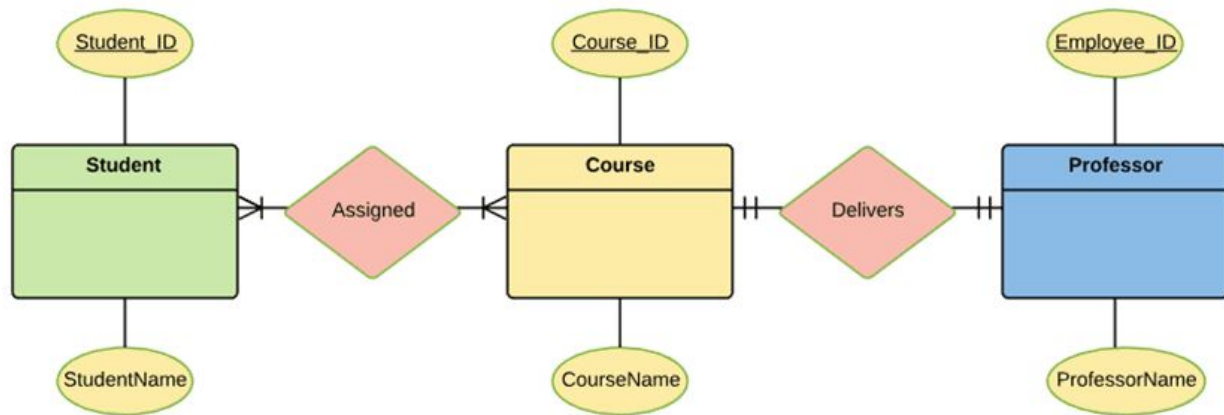 Student_ID
Course_ID
Employee_ID
Student
Course
Professor
Assigned
Delivers
StudentName
CourseName
ProfessorName